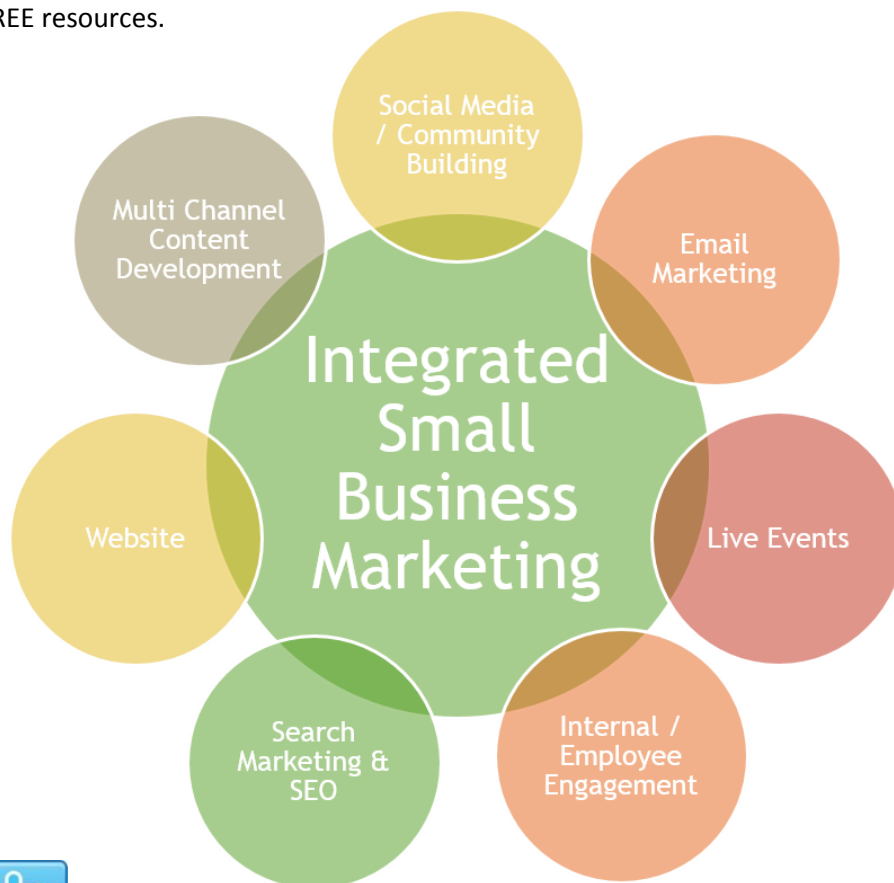 REE resources.
Social Media
/ Community
Building
Email
Marketing
Live Events
Internal /
Employee
Engagement
Search
Marketing &
SEO
Website
Multi Channel
Content
Development
Integrated
Small
Business
Marketing